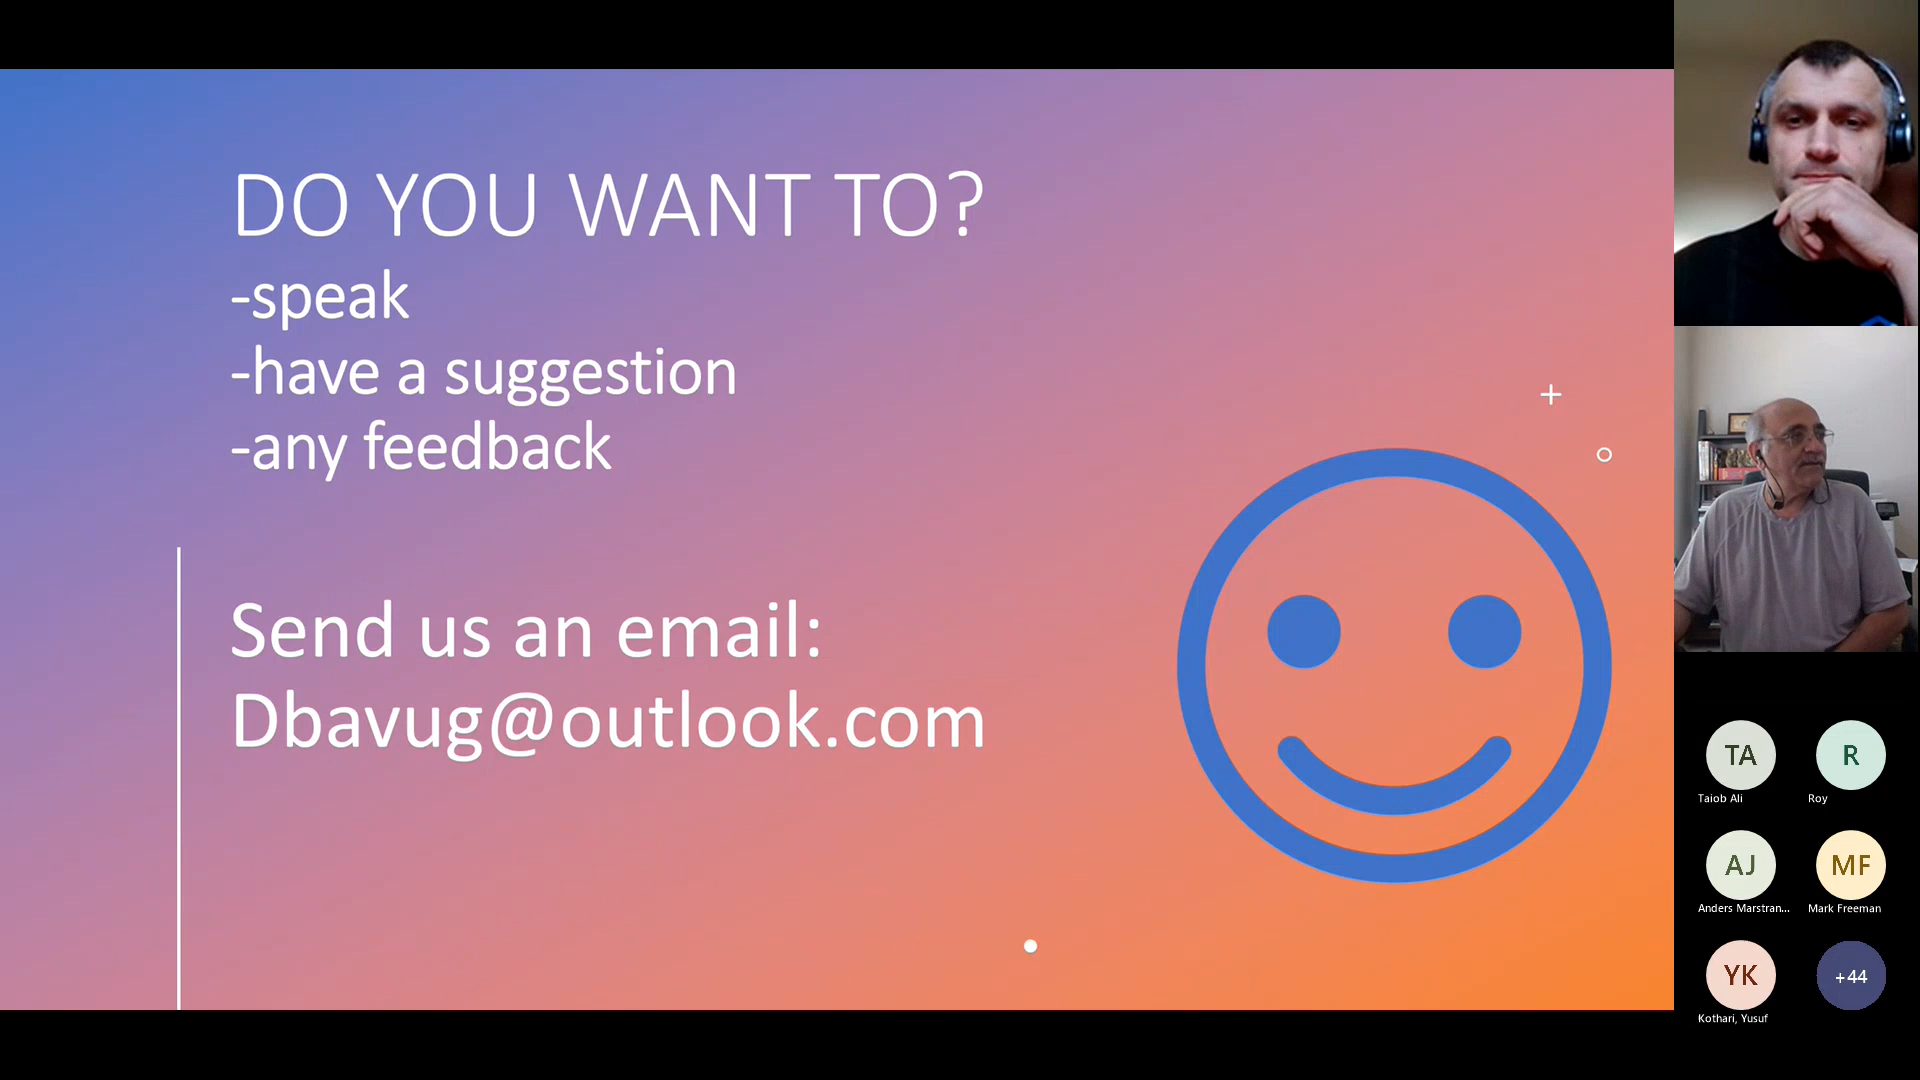 DO YOU WANT TO?
-speak
-have a suggestion
-any feedback
Send us an email:
Dbavug@outlook.com
TA
R
Taiob Ali
Roy
AJ
MF
Anders Marstran...
Mark Freeman
YK
+44
Kothari, Yusuf